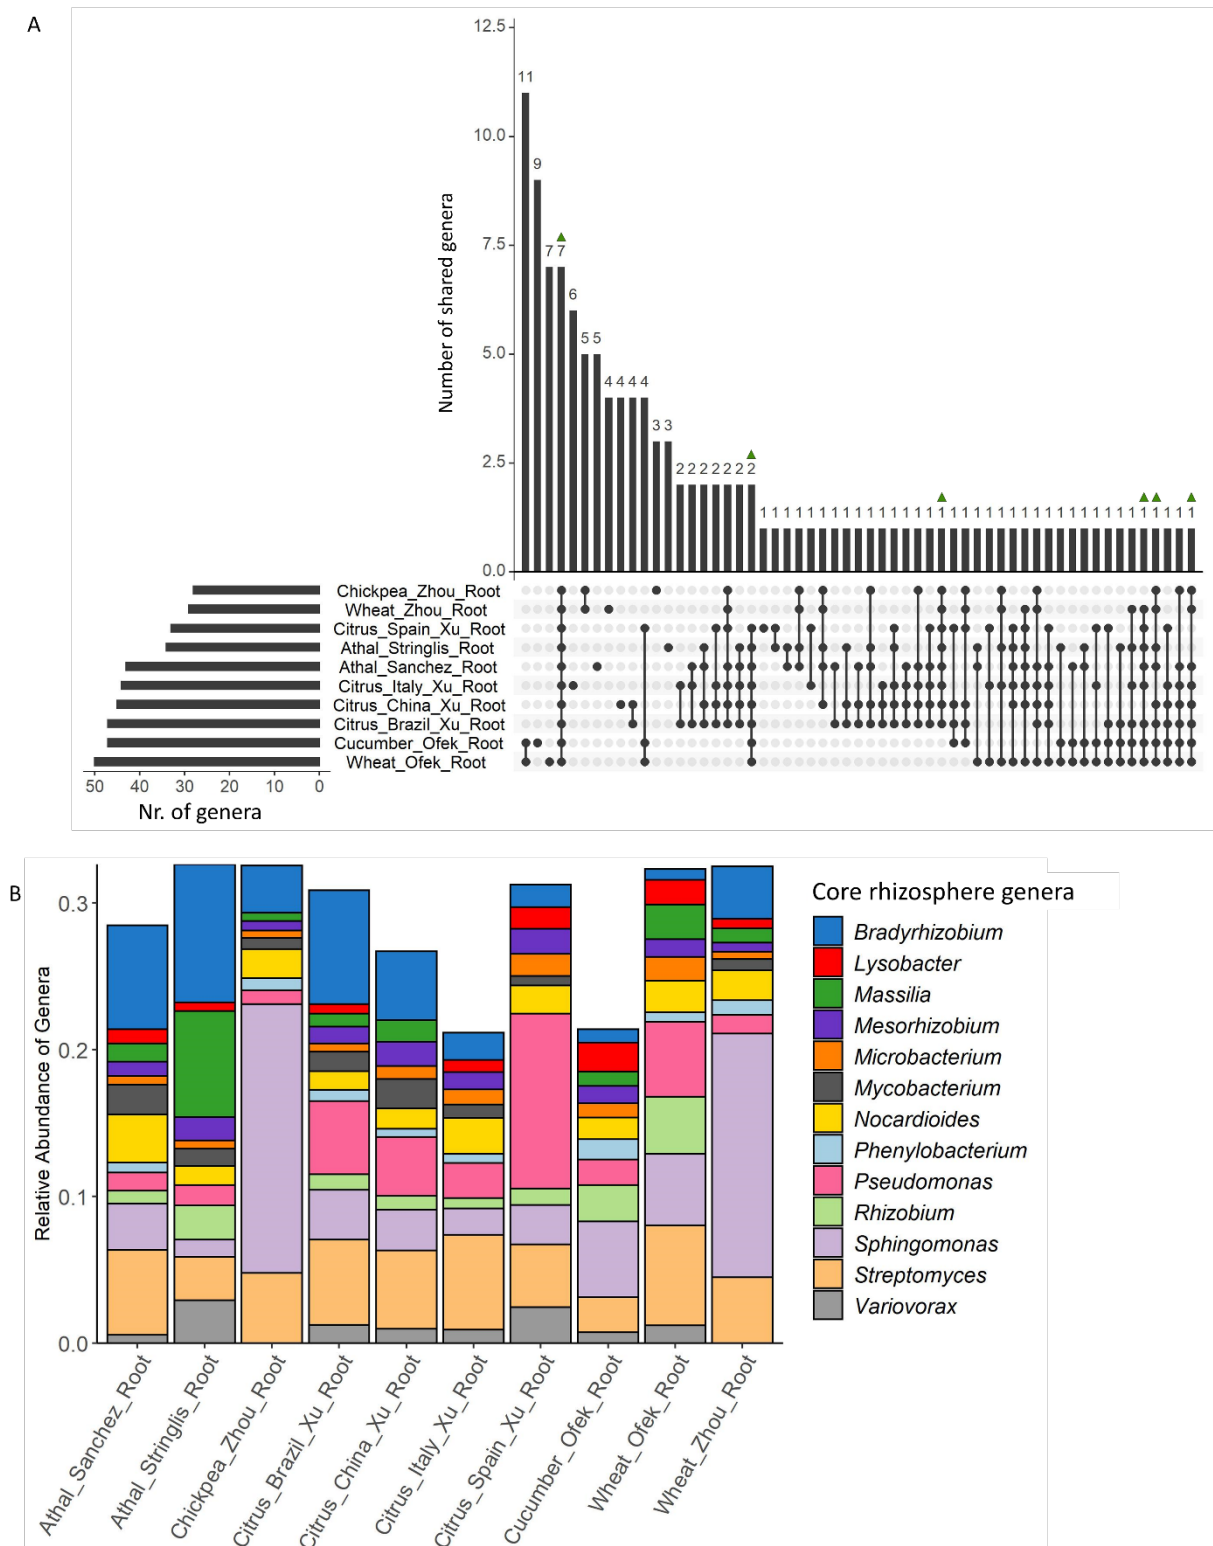 A
12.5
10.0
7.5
5.0
2.5
0.0
Number of shared genera
11 9 7 7 6 5 5 4 4 4 4 3 3 2 2 2 2 2 2 2 1 1 1 1 1 1 1 1 1 1 1 1 1 1 1 1 1 1 1 1 1 1 1 1 1 1 1 1 1 1 1 1 1 1 1 1 1
Chickpea_Zhou_Root
Wheat_Zhou_Root
Citrus_Spain_Xu_Root
Athal_Stringlis_Root
Athal_Sanchez_Root
Citrus_Italy_Xu_Root
Citrus_China_Xu_Root
Citrus_Brazil_Xu_Root
Cucumber_Ofek_Root
Wheat_Ofek_Root
50 40 30 20 10 0
Nr. of genera
B
0.3
0.2
0.1
0.0
Relative Abundance of Genera
Athal_Sanchez_Root
Athal_Stringlis_Root
Chickpea_Zhou_Root
Citrus_Brazil_Xu_Root
Citrus_China_Xu_Root
Citrus_Italy_Xu_Root
Citrus_Spain_Xu_Root
Cucumber_Ofek_Root
Wheat_Ofek_Root
Wheat_Zhou_Root
Core rhizosphere genera
Bradyrhizobium
Lysobacter
Massilia
Mesorhizobium
Microbacterium
Mycobacterium
Nocardioides
Phenylobacterium
Pseudomonas
Rhizobium
Sphingomonas
Streptomyces
Variovorax